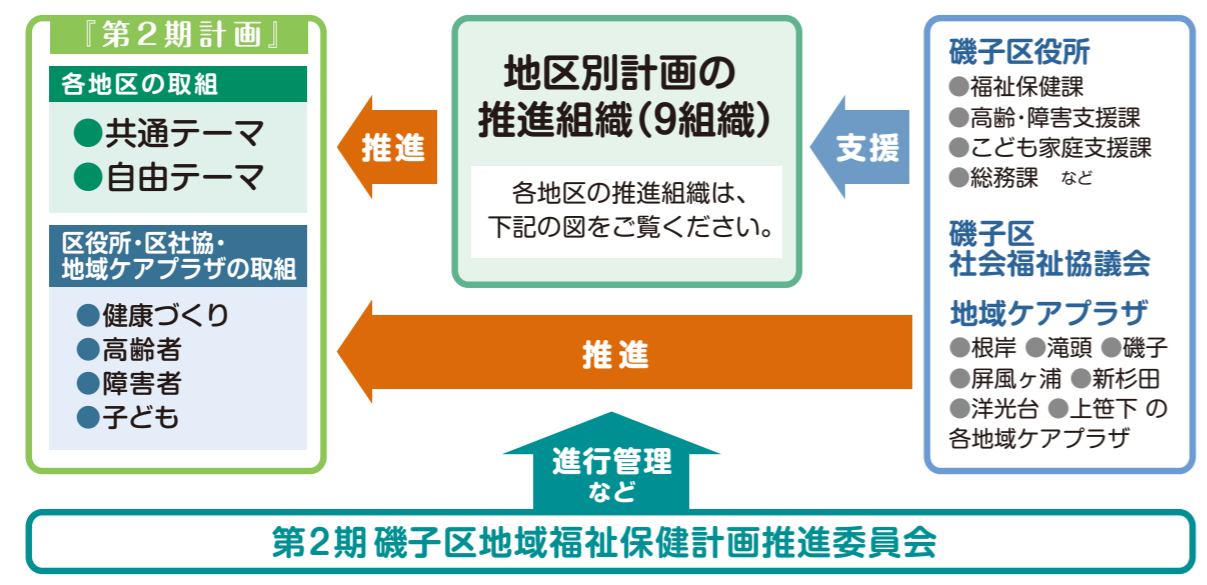 『第2期計画』
各地区の取組
●共通テーマ
●自由テーマ
区役所・区社協・
地域ケアプラザの取組
●健康づくり
●高齢者
●障害者
●子ども
推進
地区別計画の
推進組織（9組織）
各地区の推進組織は、
下記の図をご覧ください。
支援
磯子区役所
●福祉保健課
●高齢・障害支援課
●こども家庭支援課
●総務課 など
磯子区
社会福祉協議会
地域ケアプラザ
●根岸 ●滝頭 ●磯子
●屏風ヶ浦 ●新杉田
●洋光台 ●上笹下 の
各地域ケアプラザ
推進
進行管理
など
第2期 磯子区地域福祉保健計画推進委員会